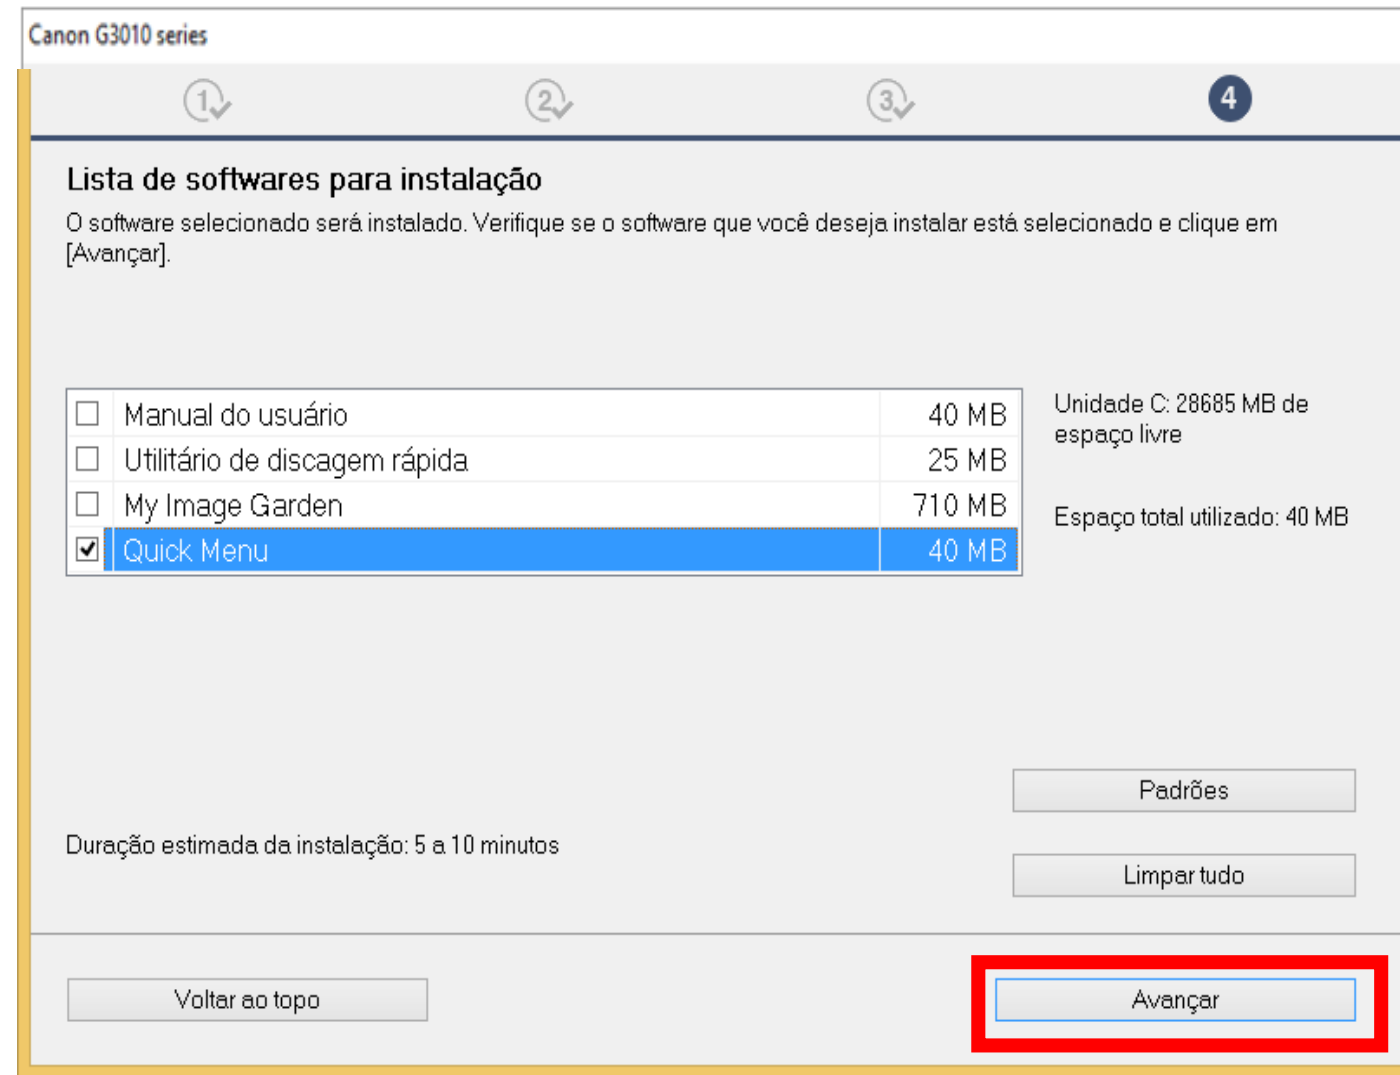 Canon G3010 series
1 2 3 4
Lista de softwares para instalação
O software selecionado será instalado. Verifique se o software que você deseja instalar está selecionado e clique em
[Avançar].
Manual do usuário 40 MB
Utilitário de discagem rápida 25 MB
My Image Garden 710 MB
Quick Menu 40 MB
Unidade C: 28685 MB de
espaço livre
Espaço total utilizado: 40 MB
Padrões
Duração estimada da instalação: 5 a 10 minutos
Limpar tudo
Voltar ao topo
Avançar